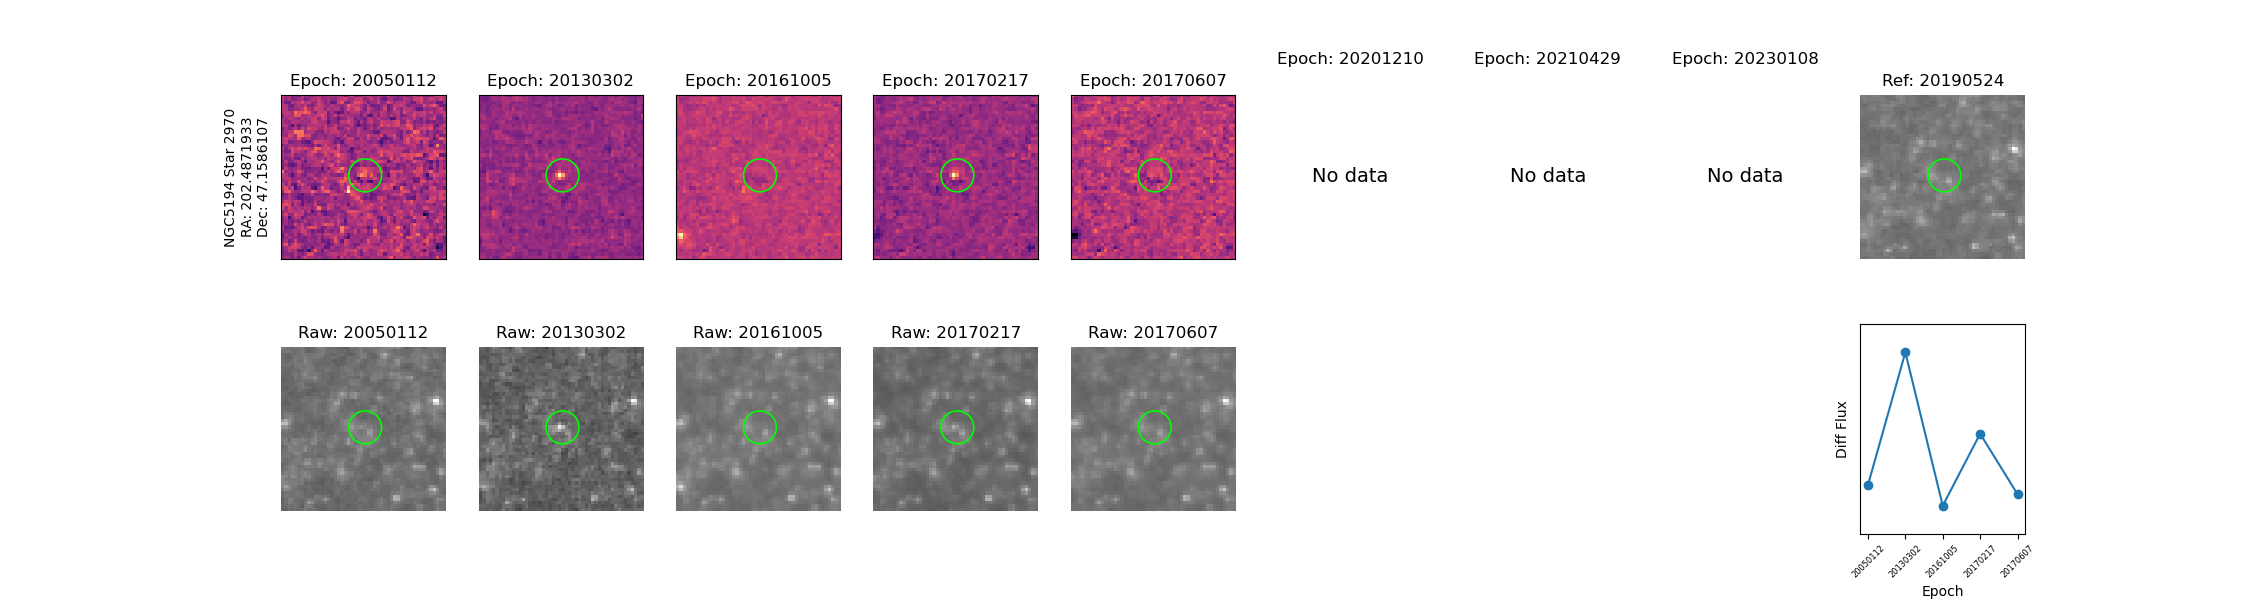 NGC5194 Star 2970
RA: 202.4871933
Dec: 47.1586107
Epoch: 20050112
Epoch: 20130302
Epoch: 20161005
Epoch: 20170217
Epoch: 20170607
Epoch: 20201210
Epoch: 20210429
Epoch: 20230108
Ref: 20190524
No data
No data
No data
Raw: 20050112
Raw: 20130302
Raw: 20161005
Raw: 20170217
Raw: 20170607
Diff Flux
20050112
20130302
20161005
20170217
20170607
Epoch